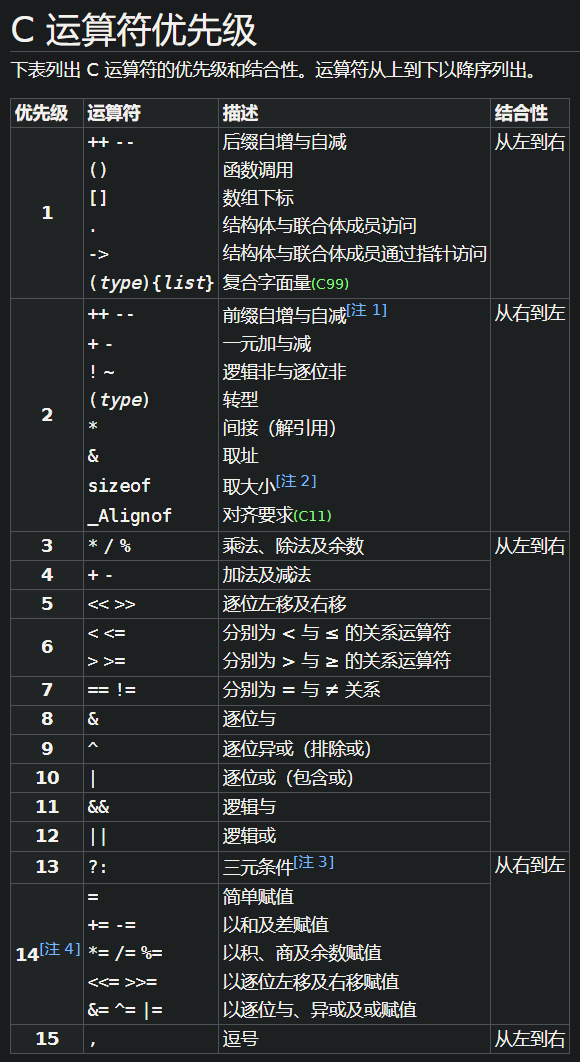 C 运算符优先级
下表列出 C 运算符的优先级和结合性。运算符从上到下以降序列出。
优先级 运算符 描述 结合性
1 ++ -- 后缀自增与自减 从左到右
() 函数调用
[] 数组下标
. 结构体与联合体成员访问
-> 结构体与联合体成员通过指针访问
(type){list} 复合字面量(C99)
2 ++ -- 前缀自增与自减[注 1] 从右到左
+ - 一元加与减
! ~ 逻辑非与逐位非
(type) 转型
* 间接（解引用）
& 取址
sizeof 取大小[注 2]
_Alignof 对齐要求(C11)
3 * / % 乘法、除法及余数 从左到右
4 + - 加法及减法
5 << >> 逐位左移及右移
6 < <= 分别为 < 与 ≤ 的关系运算符
> >= 分别为 > 与 ≥ 的关系运算符
7 == != 分别为 = 与 ≠ 关系
8 & 逐位与
9 ^ 逐位异或（排除或）
10 | 逐位或（包含或）
11 && 逻辑与
12 || 逻辑或
13 ?: 三元条件[注 3] 从右到左
14[注 4] = 简单赋值
+= -= 以和及差赋值
*= /= %= 以积、商及余数赋值
<<= >>= 以逐位左移及右移赋值
&= ^= |= 以逐位与、异或及或赋值
15 , 逗号 从左到右